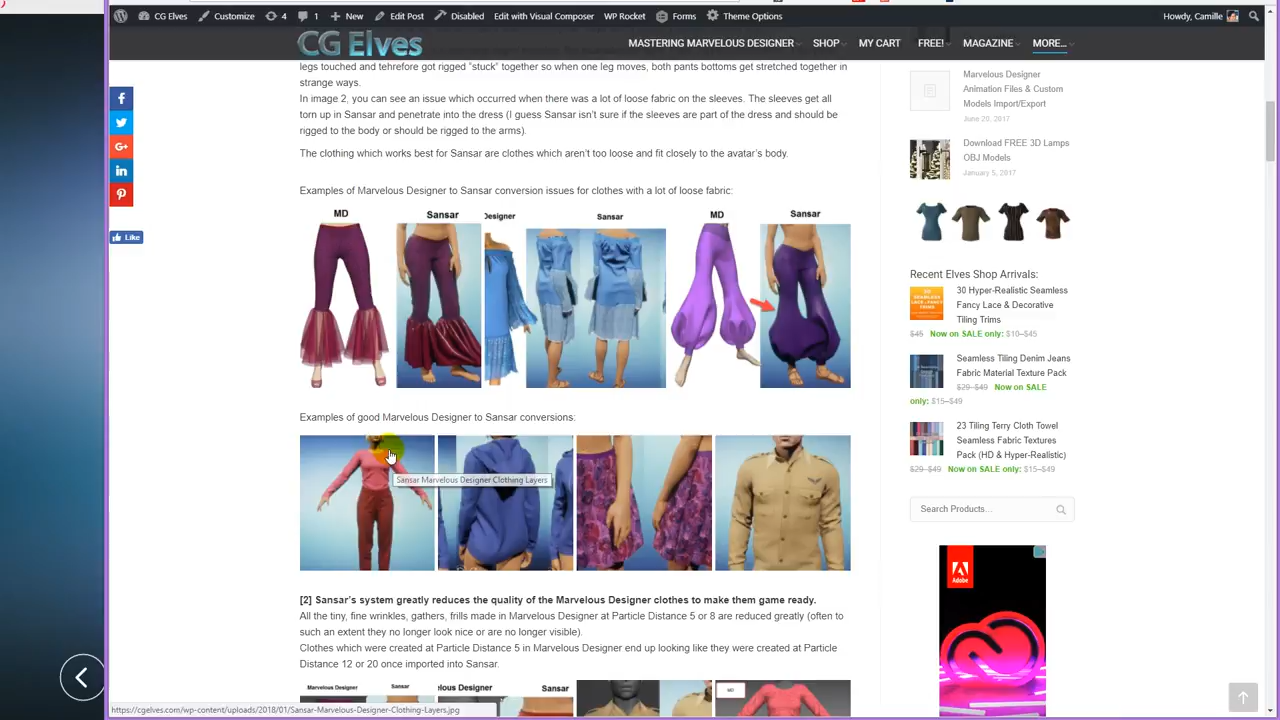 CG Elves Customize 4 1 + New Edit Post Disabled Edit with Visual Composer WP Rocket Forms Theme Options Howdy, Camille
CG Elves
MASTERING MARVELOUS DESIGNER SHOP MY CART FREE! MAGAZINE MORE...
legs touched and tehrefore got rigged "stuck" together so when one leg moves, both pants bottoms get stretched together in
strange ways.
In image 2, you can see an issue which occurred when there was a lot of loose fabric on the sleeves. The sleeves get all
torn up in Sansar and penetrate into the dress (I guess Sansar isn't sure if the sleeves are part of the dress and should be
rigged to the body or should be rigged to the arms).
The clothing which works best for Sansar are clothes which aren't too loose and fit closely to the avatar's body.
Examples of Marvelous Designer to Sansar conversion issues for clothes with a lot of loose fabric:
MD Sansar Designer Sansar MD Sansar
Like
Examples of good Marvelous Designer to Sansar conversions:
Sansar Marvelous Designer Clothing Layers
[2] Sansar's system greatly reduces the quality of the Marvelous Designer clothes to make them game ready.
All the tiny, fine wrinkles, gathers, frills made in Marvelous Designer at Particle Distance 5 or 8 are reduced greatly (often to
such an extent they no longer look nice or are no longer visible).
Clothes which were created at Particle Distance 5 in Marvelous Designer end up looking like they were created at Particle
Distance 12 or 20 once imported into Sansar.
Marvelous Designer Sansar elous Designer Sansar MD
https://cgelves.com/wp-content/uploads/2018/01/Sansar-Marvelous-Designer-Clothing-Layers.jpg
Marvelous Designer
Animation Files & Custom
Models Import/Export
June 20, 2017
Download FREE 3D Lamps
OBJ Models
January 5, 2017
Recent Elves Shop Arrivals:
30 Hyper-Realistic Seamless
Fancy Lace & Decorative
Tiling Trims
$45 Now on SALE only: $10–$45
Seamless Tiling Denim Jeans
Fabric Material Texture Pack
$29–$49 Now on SALE
only: $15–$49
23 Tiling Terry Cloth Towel
Seamless Fabric Textures
Pack (HD & Hyper-Realistic)
$29–$49 Now on SALE only: $15–$49
Search Products...
Adobe